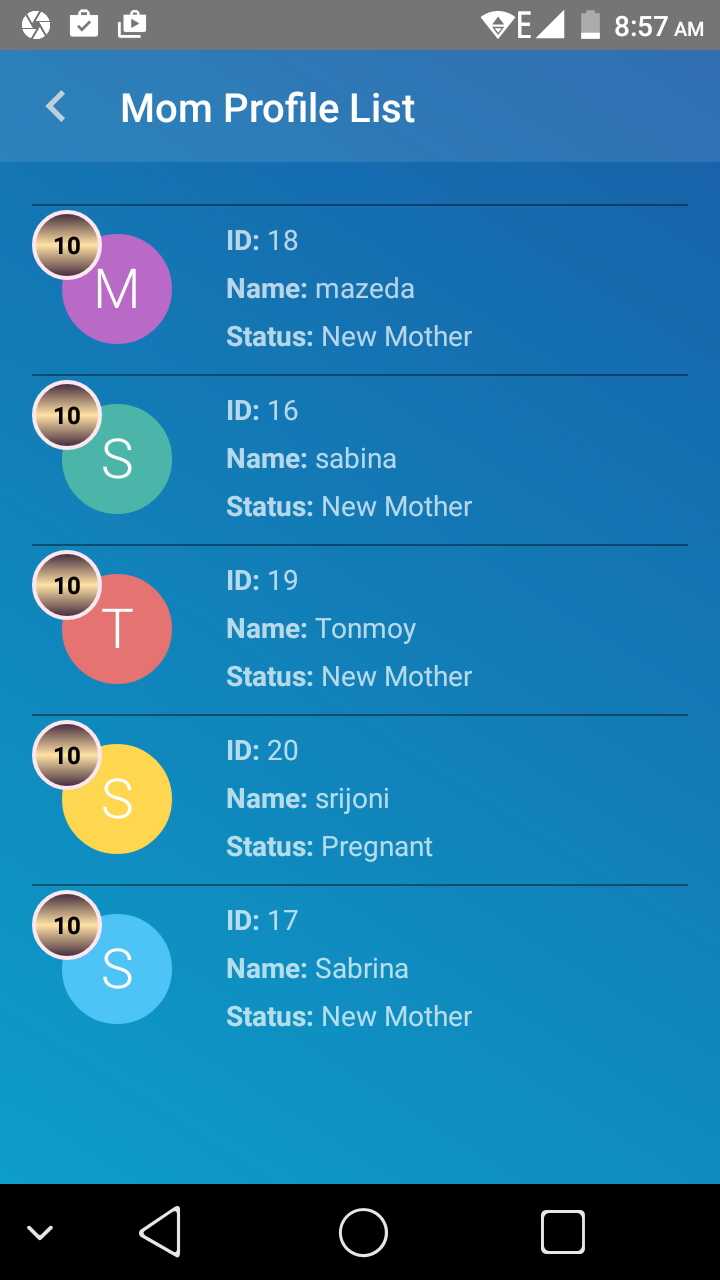 E 8:57 AM
Mom Profile List
10
M
ID: 18
Name: mazeda
Status: New Mother
10
S
ID: 16
Name: sabina
Status: New Mother
10
T
ID: 19
Name: Tonmoy
Status: New Mother
10
S
ID: 20
Name: srijoni
Status: Pregnant
10
S
ID: 17
Name: Sabrina
Status: New Mother